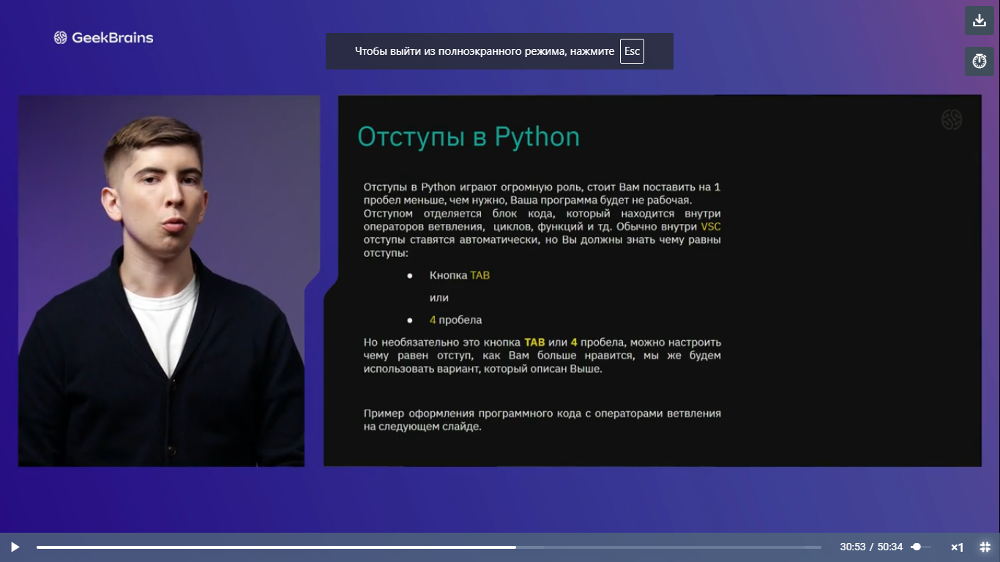 GeekBrains
Чтобы выйти из полноэкранного режима, нажмите Esc
Отступы в Python
Отступы в Python играют огромную роль, стоит Вам поставить на 1
пробел меньше, чем нужно, Ваша программа будет не рабочая.
Отступом отделяется блок кода, который находится внутри
операторов ветвления, циклов, функций и тд. Обычно внутри VSC
отступы ставятся автоматически, но Вы должны знать чему равны
отступы:
● Кнопка TAB
или
● 4 пробела
Но необязательно это кнопка TAB или 4 пробела, можно настроить
чему равен отступ, как Вам больше нравится, мы же будем
использовать вариант, который описан Выше.
Пример оформления программного кода с операторами ветвления
на следующем слайде.
30:53 / 50:34 ×1